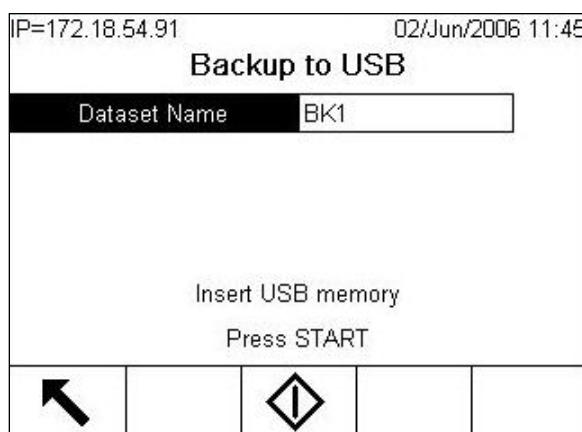 IP=172.18.54.91 02/Jun/2006 11:45
Backup to USB
Dataset Name BK1
Insert USB memory
Press START